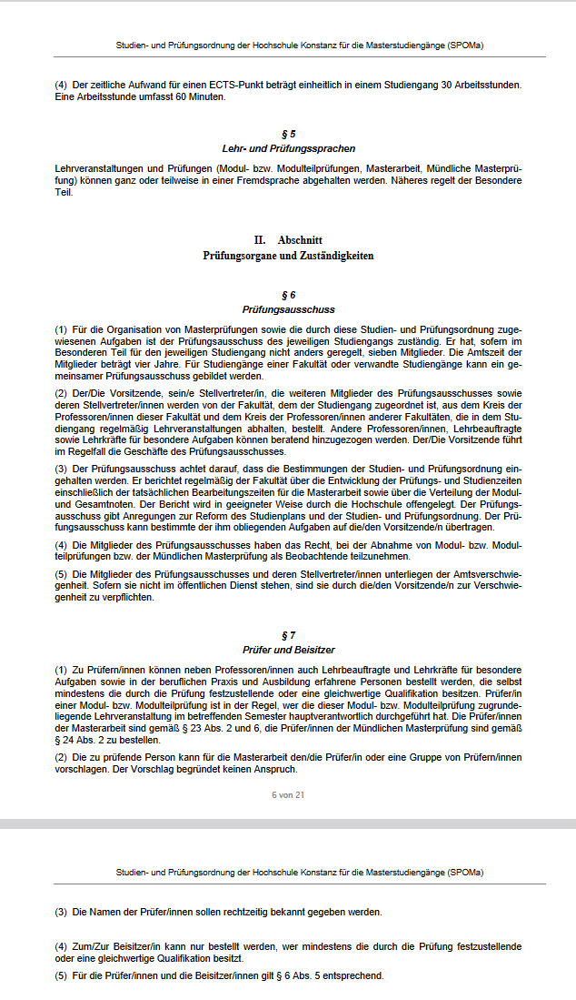 Studien- und Prüfungsordnung der Hochschule Konstanz für die Masterstudiengänge (SPOMa)
(4) Der zeitliche Aufwand für einen ECTS-Punkt beträgt einheitlich in einem Studiengang 30 Arbeitsstunden.
Eine Arbeitsstunde umfasst 60 Minuten.
§ 5
Lehr- und Prüfungssprachen
Lehrveranstaltungen und Prüfungen (Modul- bzw. Modulteilprüfungen, Masterarbeit, Mündliche Masterprü-
fung) können ganz oder teilweise in einer Fremdsprache abgehalten werden. Näheres regelt der Besondere
Teil.
II. Abschnitt
Prüfungsorgane und Zuständigkeiten
§ 6
Prüfungsausschuss
(1) Für die Organisation von Masterprüfungen sowie die durch diese Studien- und Prüfungsordnung zuge-
wiesenen Aufgaben ist der Prüfungsausschuss des jeweiligen Studiengangs zuständig. Er hat, sofern im
Besonderen Teil für den jeweiligen Studiengang nicht anders geregelt, sieben Mitglieder. Die Amtszeit der
Mitglieder beträgt vier Jahre. Für Studiengänge einer Fakultät oder verwandte Studiengänge kann ein ge-
meinsamer Prüfungsausschuss gebildet werden.
(2) Der/Die Vorsitzende, sein/e Stellvertreter/in, die weiteren Mitglieder des Prüfungsausschusses sowie
deren Stellvertreter/innen werden von der Fakultät, dem der Studiengang zugeordnet ist, aus dem Kreis der
Professoren/innen dieser Fakultät und dem Kreis der Professoren/innen anderer Fakultäten, die in dem Stu-
diengang regelmäßig Lehrveranstaltungen abhalten, bestellt. Andere Professoren/innen, Lehrbeauftragte
sowie Lehrkräfte für besondere Aufgaben können beratend hinzugezogen werden. Der/Die Vorsitzende führt
im Regelfall die Geschäfte des Prüfungsausschusses.
(3) Der Prüfungsausschuss achtet darauf, dass die Bestimmungen der Studien- und Prüfungsordnung ein-
gehalten werden. Er berichtet regelmäßig der Fakultät über die Entwicklung der Prüfungs- und Studienzeiten
einschließlich der tatsächlichen Bearbeitungszeiten für die Masterarbeit sowie über die Verteilung der Modul-
und Gesamtnoten. Der Bericht wird in geeigneter Weise durch die Hochschule offengelegt. Der Prüfungs-
ausschuss gibt Anregungen zur Reform des Studienplans und der Studien- und Prüfungsordnung. Der Prü-
fungsausschuss kann bestimmte der ihm obliegenden Aufgaben auf die/den Vorsitzende/n übertragen.
(4) Die Mitglieder des Prüfungsausschusses haben das Recht, bei der Abnahme von Modul- bzw. Modul-
teilprüfungen bzw. der Mündlichen Masterprüfung als Beobachtende teilzunehmen.
(5) Die Mitglieder des Prüfungsausschusses und deren Stellvertreter/innen unterliegen der Amtsverschwie-
genheit. Sofern sie nicht im öffentlichen Dienst stehen, sind sie durch die/den Vorsitzende/n zur Verschwie-
genheit zu verpflichten.
§ 7
Prüfer und Beisitzer
(1) Zu Prüfern/innen können neben Professoren/innen auch Lehrbeauftragte und Lehrkräfte für besondere
Aufgaben sowie in der beruflichen Praxis und Ausbildung erfahrene Personen bestellt werden, die selbst
mindestens die durch die Prüfung festzustellende oder eine gleichwertige Qualifikation besitzen. Prüfer/in
einer Modul- bzw. Modulteilprüfung ist in der Regel, wer die dieser Modul- bzw. Modulteilprüfung zugrunde-
liegende Lehrveranstaltung im betreffenden Semester hauptverantwortlich durchgeführt hat. Die Prüfer/innen
der Masterarbeit sind gemäß § 23 Abs. 2 und 6, die Prüfer/innen der Mündlichen Masterprüfung sind gemäß
§ 24 Abs. 2 zu bestellen.
(2) Die zu prüfende Person kann für die Masterarbeit den/die Prüfer/in oder eine Gruppe von Prüfern/innen
vorschlagen. Der Vorschlag begründet keinen Anspruch.
6 von 21
Studien- und Prüfungsordnung der Hochschule Konstanz für die Masterstudiengänge (SPOMa)
(3) Die Namen der Prüfer/innen sollen rechtzeitig bekannt gegeben werden.
(4) Zum/Zur Beisitzer/in kann nur bestellt werden, wer mindestens die durch die Prüfung festzustellende
oder eine gleichwertige Qualifikation besitzt.
(5) Für die Prüfer/innen und die Beisitzer/innen gilt § 6 Abs. 5 entsprechend.